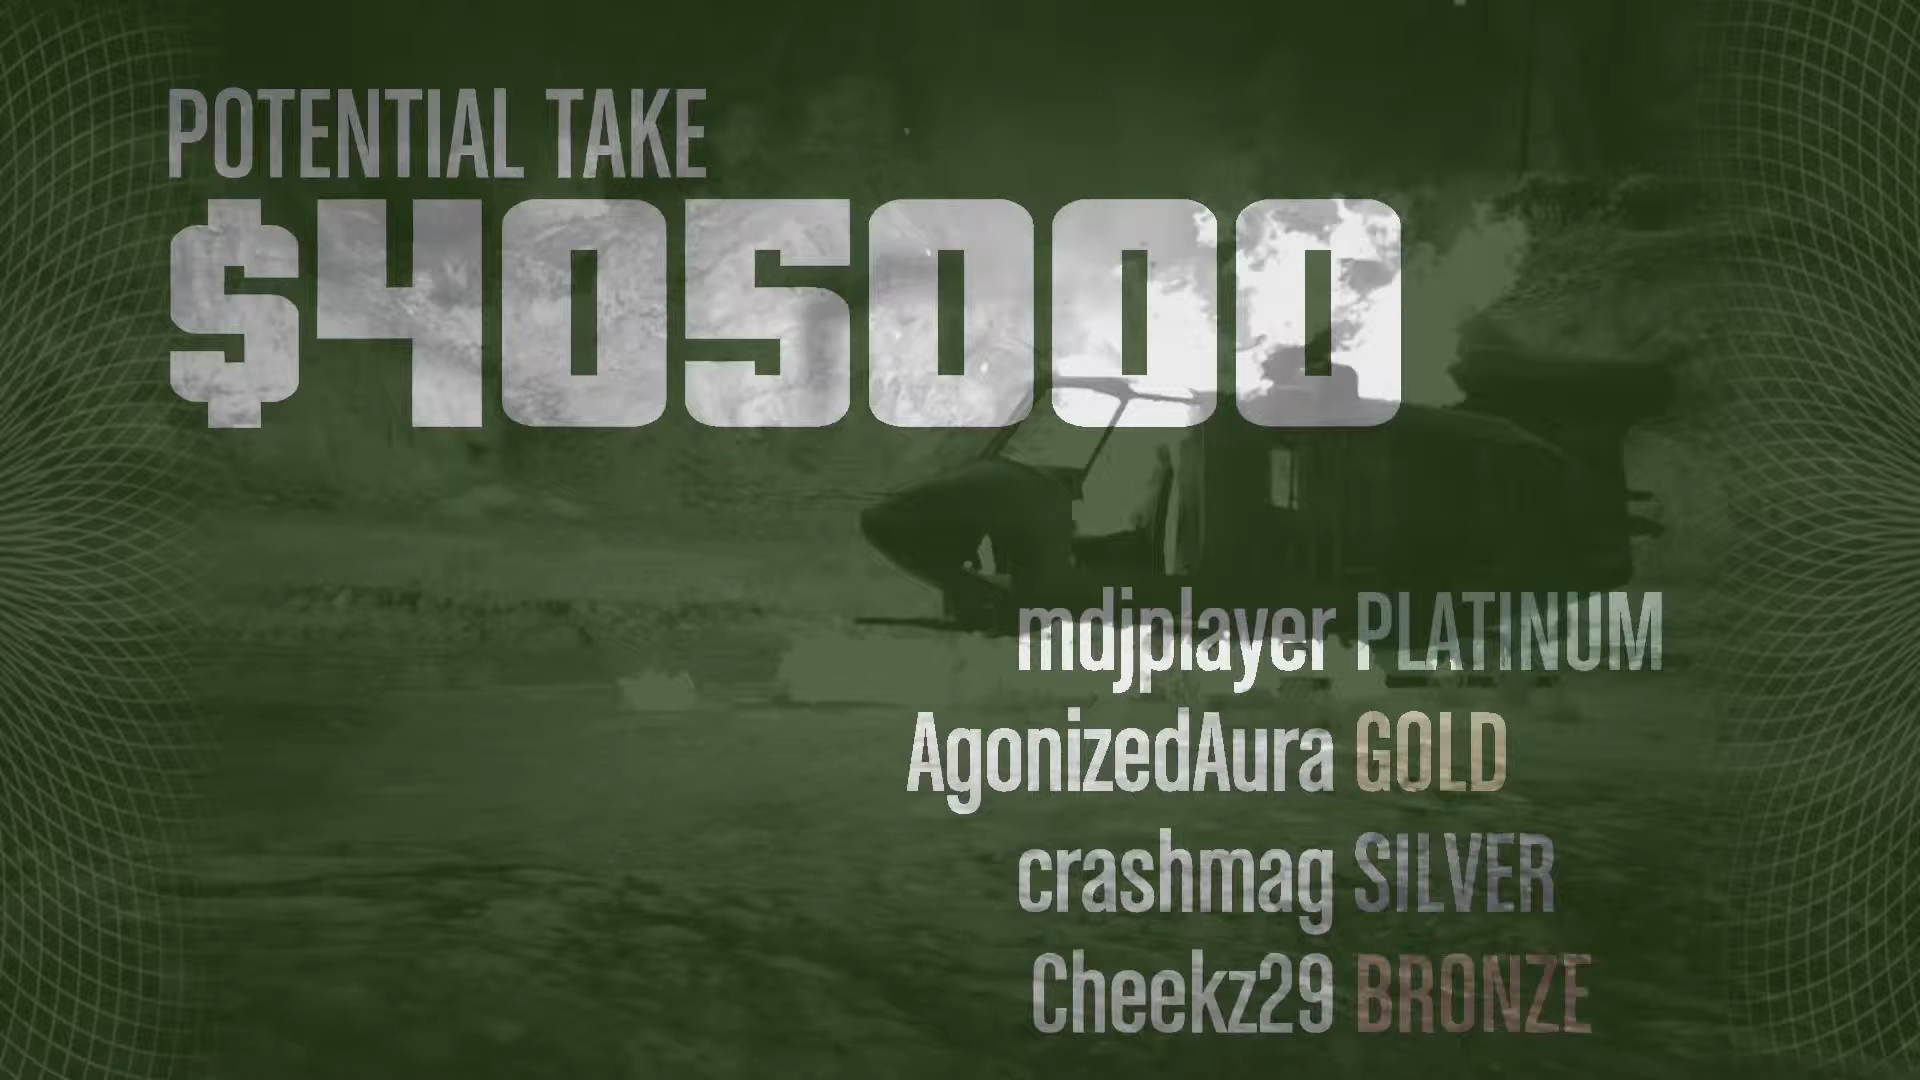 POTENTIAL TAKE
$405000
mdjplayer PLATINUM
AgonizedAura GOLD
crashmag SILVER
Cheekz29 BRONZE